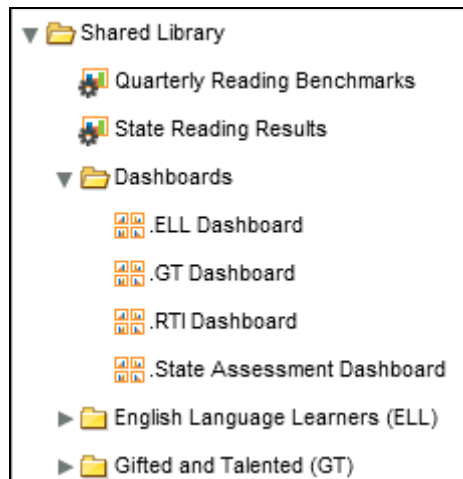 Shared Library
Quarterly Reading Benchmarks
State Reading Results
Dashboards
.ELL Dashboard
.GT Dashboard
.RTI Dashboard
.State Assessment Dashboard
English Language Learners (ELL)
Gifted and Talented (GT)